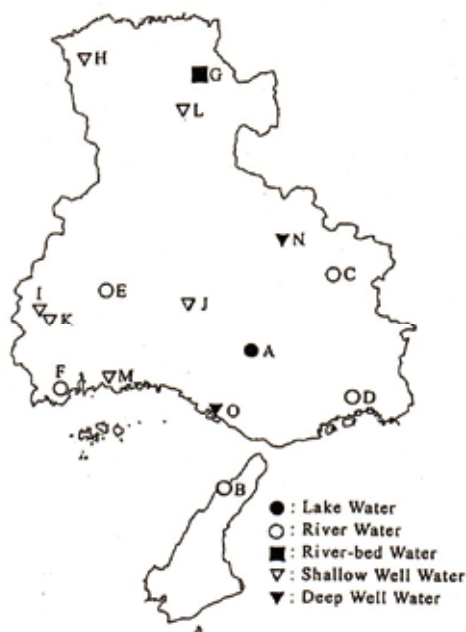 H
G
L
N
C
E
I
J
K
A
F
M
D
O
B
● : Lake Water
○ : River Water
■ : River-bed Water
▽ : Shallow Well Water
▼ : Deep Well Water